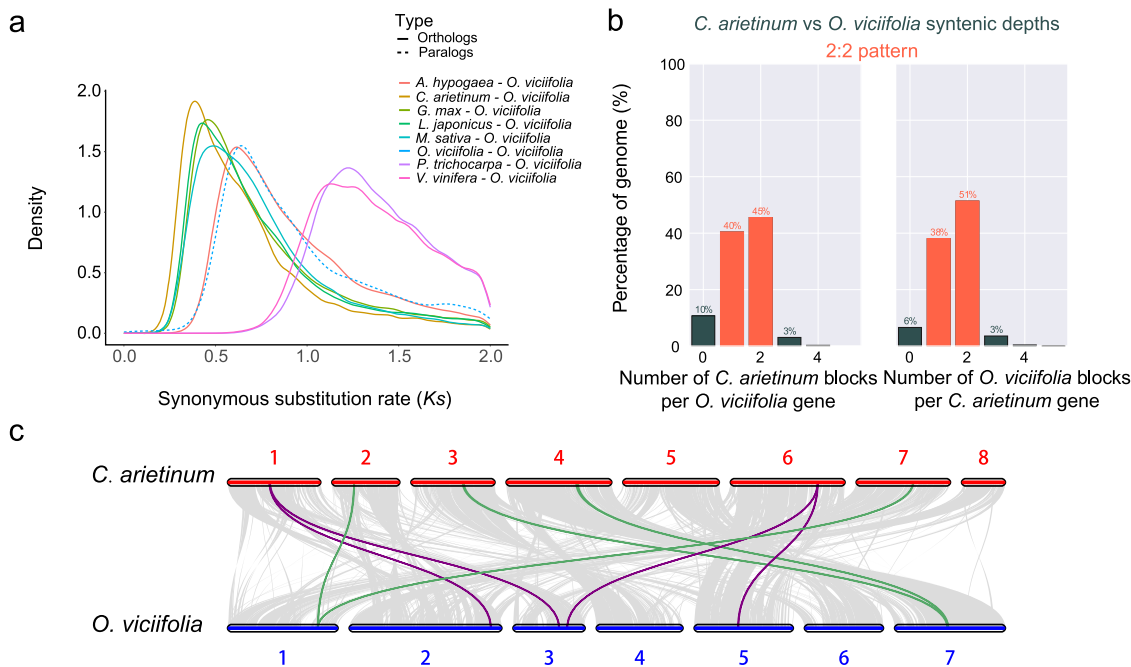 a
Type
Orthologs
Paralogs
A. hypogaea - O. viciifolia
C. arietinum - O. viciifolia
G. max - O. viciifolia
L. japonicus - O. viciifolia
M. sativa - O. viciifolia
O. viciifolia - O. viciifolia
P. trichocarpa - O. viciifolia
V. vinifera - O. viciifolia
Density
2.0
1.5
1.0
0.5
0.0
0.0 0.5 1.0 1.5 2.0
Synonymous substitution rate (Ks)
b
C. arietinum vs O. viciifolia syntenic depths
2:2 pattern
Percentage of genome (%)
100
80
60
40
20
0
10% 40% 45% 3%
0 2 4
Number of C. arietinum blocks
per O. viciifolia gene
6% 38% 51% 3%
0 2 4
Number of O. viciifolia blocks
per C. arietinum gene
c
1 2 3 4 5 6 7 8
C. arietinum
O. viciifolia
1 2 3 4 5 6 7